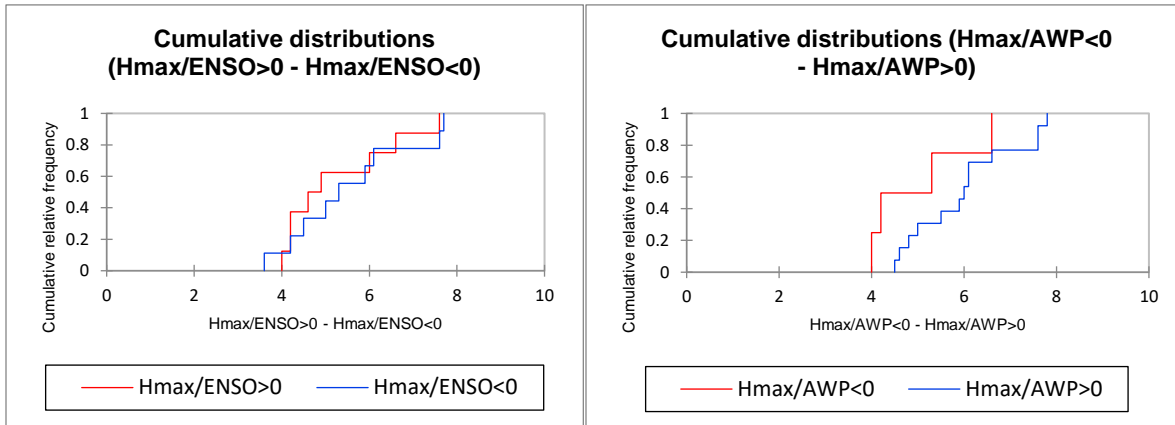 Cumulative distributions
(Hmax/ENSO>0 - Hmax/ENSO<0)
1
0.8
0.6
0.4
0.2
0
Cumulative relative frequency
0 2 4 6 8 10
Hmax/ENSO>0 - Hmax/ENSO<0
Hmax/ENSO>0 Hmax/ENSO<0
Cumulative distributions (Hmax/AWP<0
- Hmax/AWP>0)
1
0.8
0.6
0.4
0.2
0
Cumulative relative frequency
0 2 4 6 8 10
Hmax/AWP<0 - Hmax/AWP>0
Hmax/AWP<0 Hmax/AWP>0